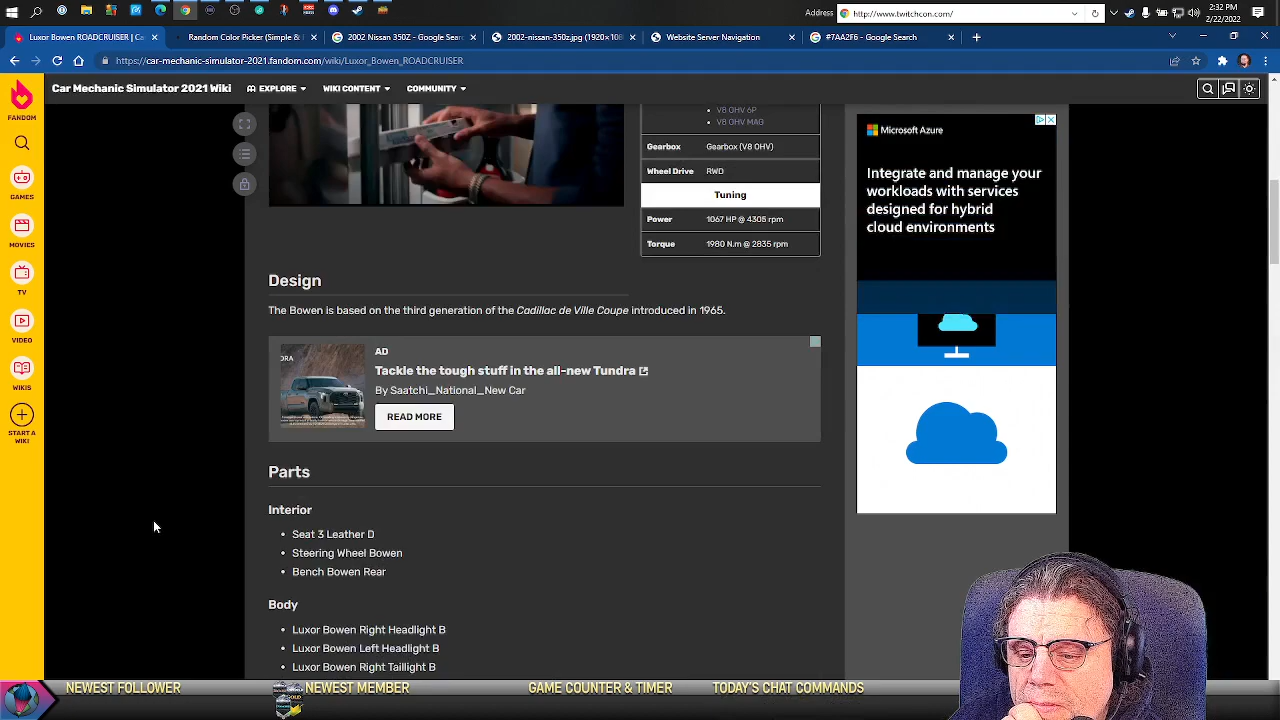 Address
http://www.twitchcon.com/
2:32 PM
2/22/2022
Luxor Bowen ROADCRUISER | Ca
Random Color Picker (Simple & E
2002 Nissan 350Z - Google Searc
2002-nissan-350z.jpg (1920×108
Website Server Navigation
#7AA2F6 - Google Search
https://car-mechanic-simulator-2021.fandom.com/wiki/Luxor_Bowen_ROADCRUISER
FANDOM
GAMES
MOVIES
TV
VIDEO
WIKIS
START A
WIKI
Car Mechanic Simulator 2021 Wiki
EXPLORE
WIKI CONTENT
COMMUNITY
V8 OHV 6P
V8 OHV MAG
Gearbox Gearbox (V8 OHV)
Wheel Drive RWD
Tuning
Power 1067 HP @ 4305 rpm
Torque 1980 N.m @ 2835 rpm
Design
The Bowen is based on the third generation of the Cadillac de Ville Coupe introduced in 1965.
ORA
AD
Tackle the tough stuff in the all-new Tundra
By Saatchi_National_New Car
READ MORE
Parts
Interior
Seat 3 Leather D
Steering Wheel Bowen
Bench Bowen Rear
Body
Luxor Bowen Right Headlight B
Luxor Bowen Left Headlight B
Luxor Bowen Right Taillight B
Microsoft Azure
Integrate and manage your
workloads with services
designed for hybrid
cloud environments
NEWEST FOLLOWER
GOLD
NEWEST MEMBER
GAME COUNTER & TIMER
TODAY'S CHAT COMMANDS